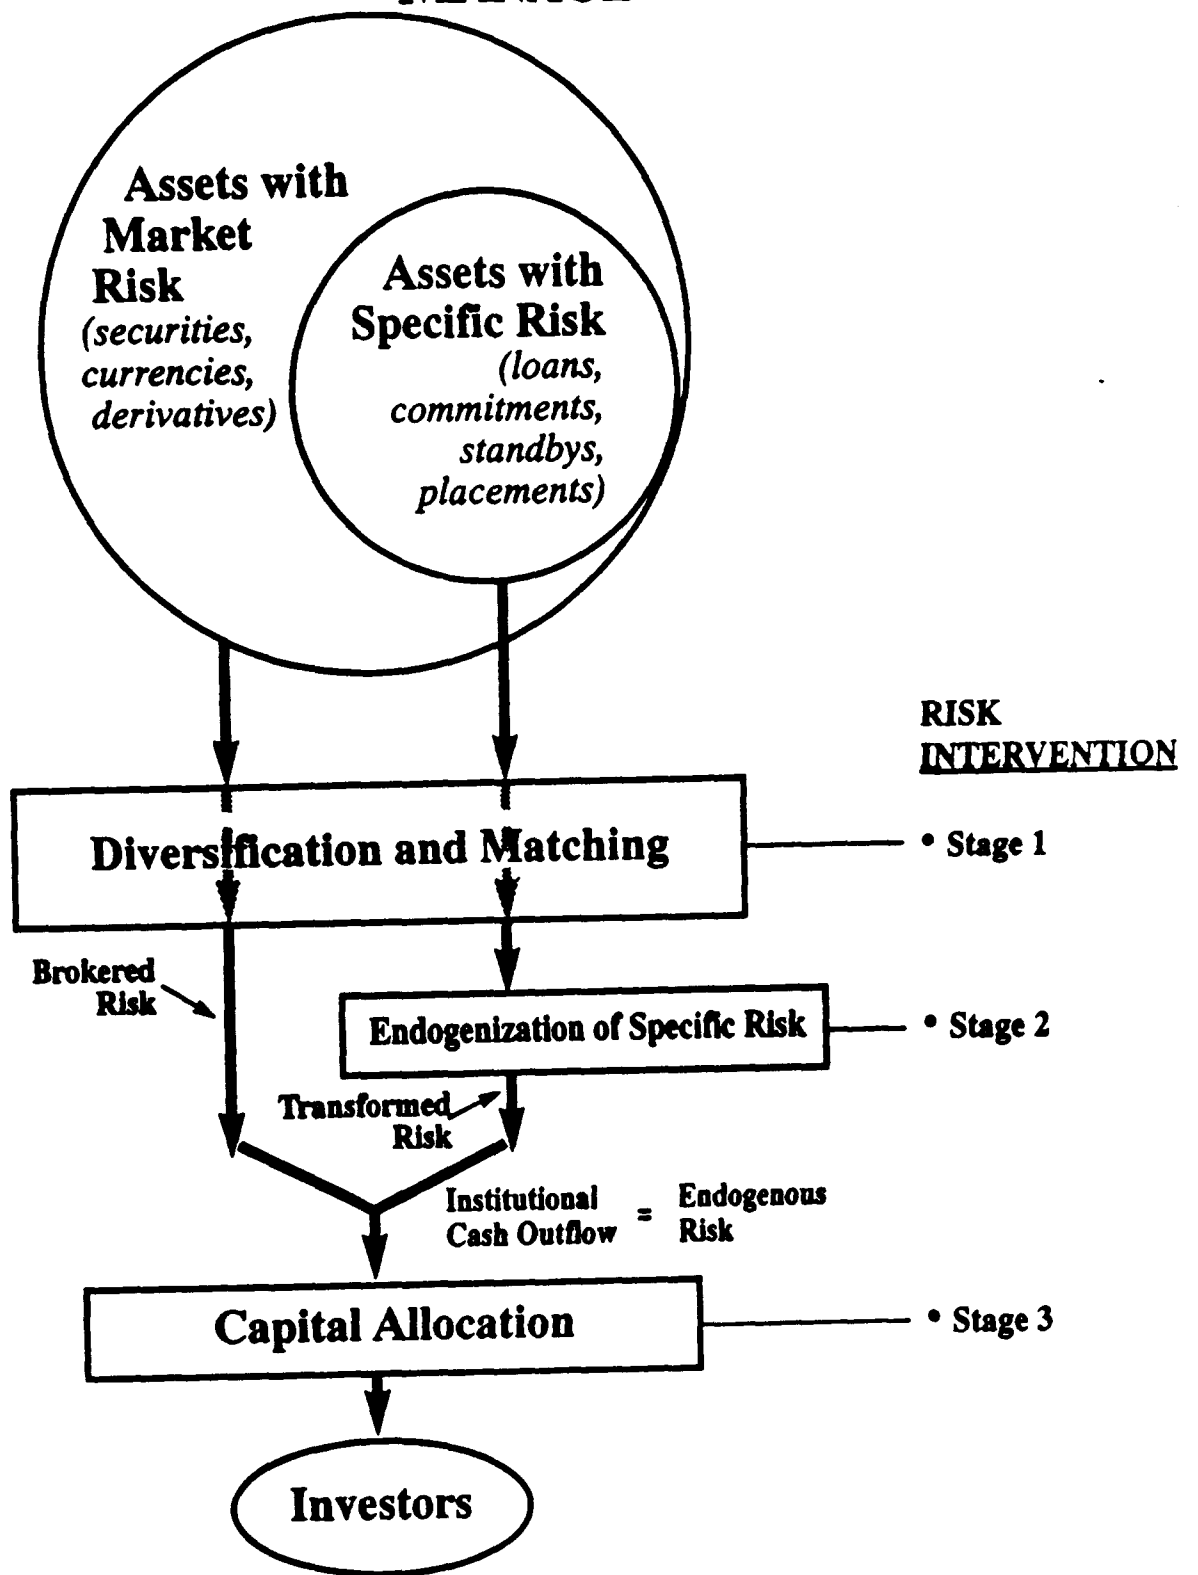 Assets with
Market
Risk
(securities,
currencies,
derivatives)
Assets with
Specific Risk
(loans,
commitments,
standbys,
placements)
RISK
INTERVENTION
Diversification and Matching
• Stage 1
Brokered
Risk
Endogenization of Specific Risk
• Stage 2
Transformed
Risk
Institutional
Cash Outflow
=
Endogenous
Risk
Capital Allocation
• Stage 3
Investors